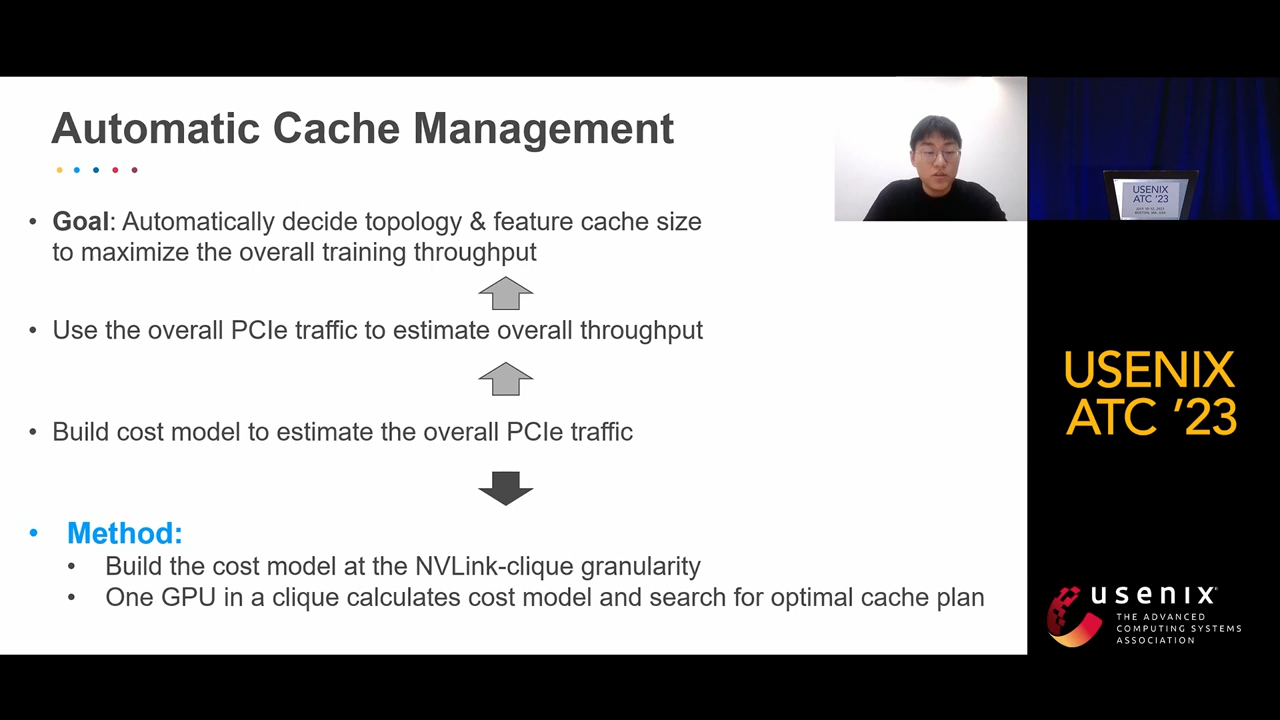 Automatic Cache Management
• Goal: Automatically decide topology & feature cache size
to maximize the overall training throughput
• Use the overall PCIe traffic to estimate overall throughput
• Build cost model to estimate the overall PCIe traffic
• Method:
• Build the cost model at the NVLink-clique granularity
• One GPU in a clique calculates cost model and search for optimal cache plan
USENIX
ATC '23
USENIX
ATC '23
usenix
THE ADVANCED
COMPUTING SYSTEMS
ASSOCIATION